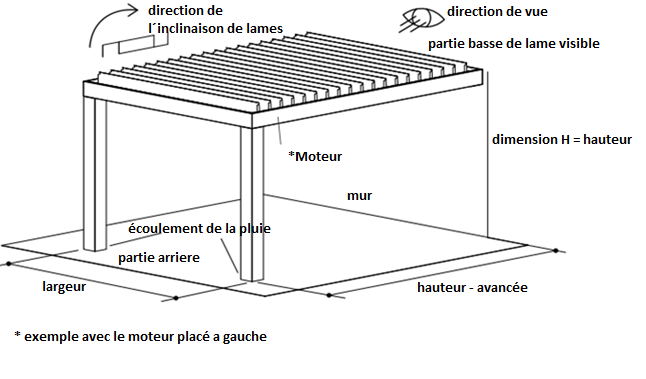 direction de
l´inclinaison de lames
direction de vue
partie basse de lame visible
dimension H = hauteur
*Moteur
mur
écoulement de la pluie
partie arriere
largeur
hauteur - avancée
* exemple avec le moteur placé a gauche